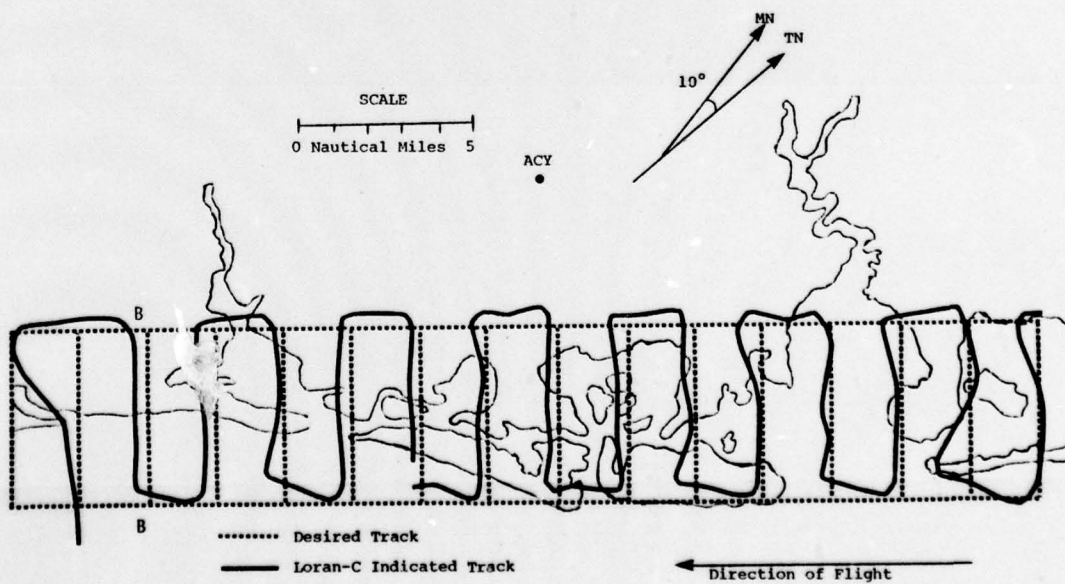 MN
TN
10°
SCALE
0 Nautical Miles 5
ACY
B
B
Desired Track
Loran-C Indicated Track
Direction of Flight